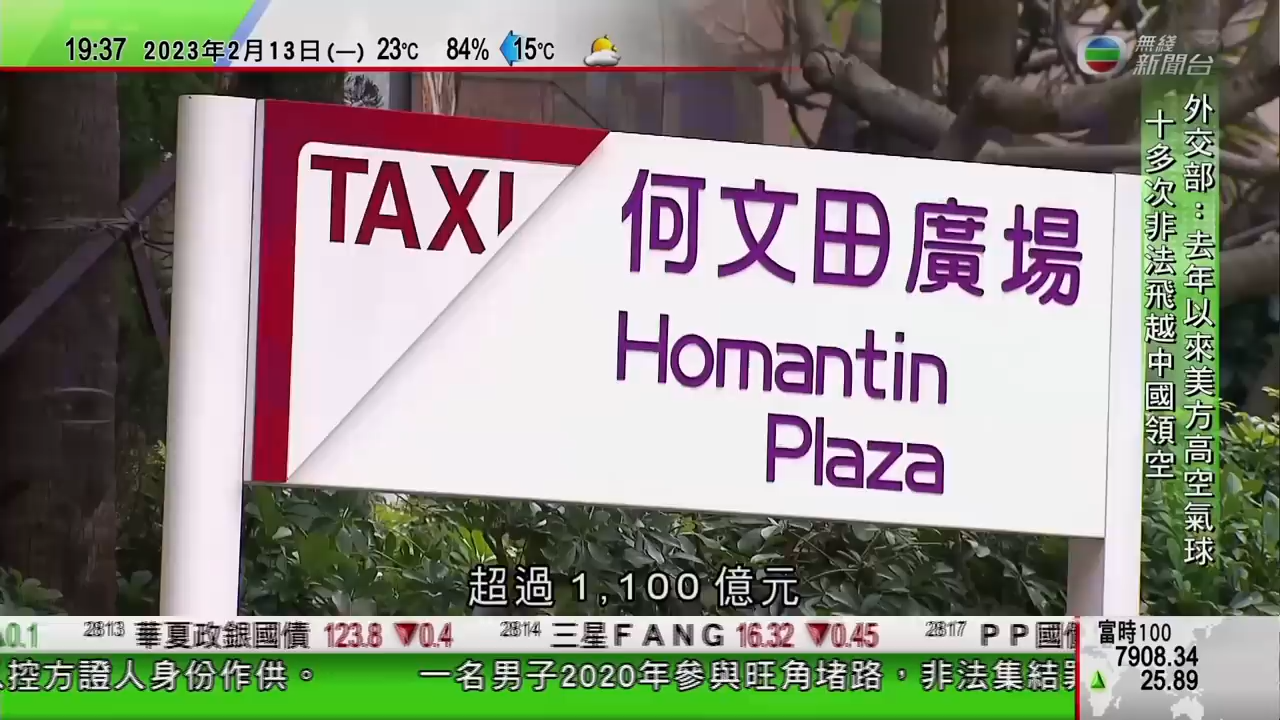 19:37 2023年2月13日(一) 23℃ 84% 15℃
無綫
新聞台
外交部：去年以來美方高空氣球
十多次非法飛越中國領空
TAXI
何文田廣場
Homantin
Plaza
超過1,100億元
0.1 2813 華夏政銀國債 123.8 ▼0.4 2814 三星FANG 16.32 ▼0.45 2817 PP國債
富時100
7908.34
▲ 25.89
控方證人身份作供。 一名男子2020年參與旺角堵路，非法集結